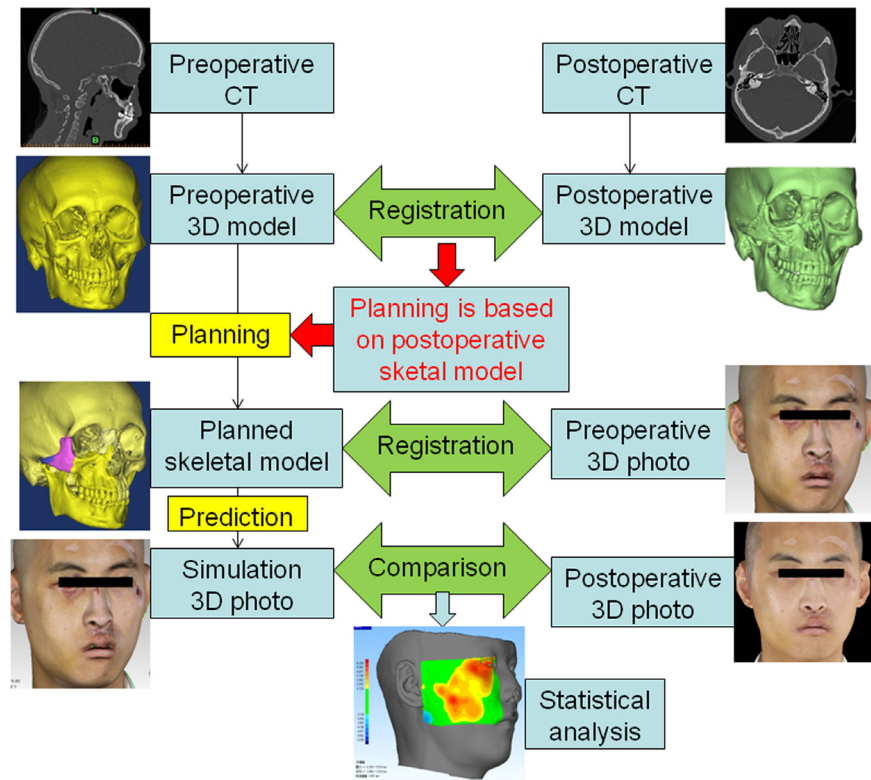 Preoperative
CT
Postoperative
CT
B
Preoperative
3D model
Registration
Postoperative
3D model
Planning
Planning is based
on postoperative
sketal model
Planned
skeletal model
Registration
Preoperative
3D photo
Prediction
Simulation
3D photo
Comparison
Postoperative
3D photo
Statistical
analysis